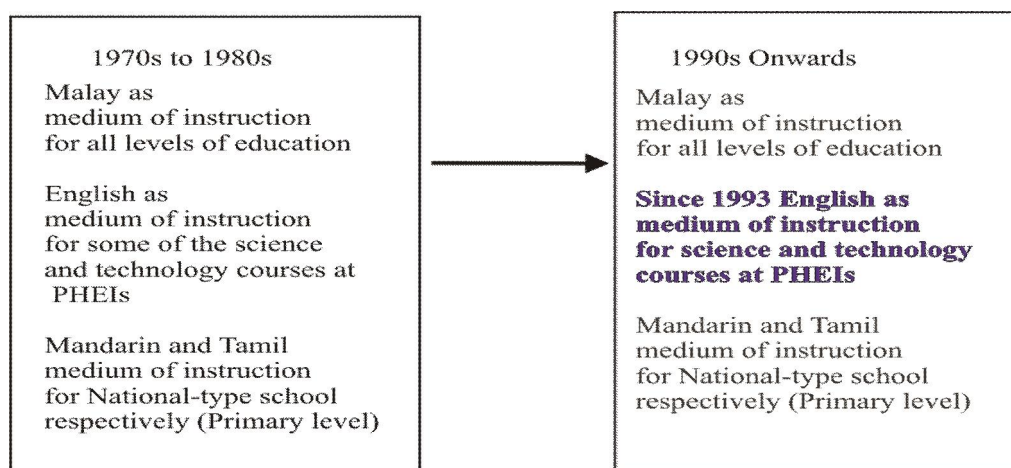 1970s to 1980s
Malay as
medium of instruction
for all levels of education
English as
medium of instruction
for some of the science
and technology courses at
PHEIs
Mandarin and Tamil
medium of instruction
for National-type school
respectively (Primary level)
1990s Onwards
Malay as
medium of instruction
for all levels of education
Since 1993 English as
medium of instruction
for science and technology
courses at PHEIs
Mandarin and Tamil
medium of instruction
for National-type school
respectively (Primary level)